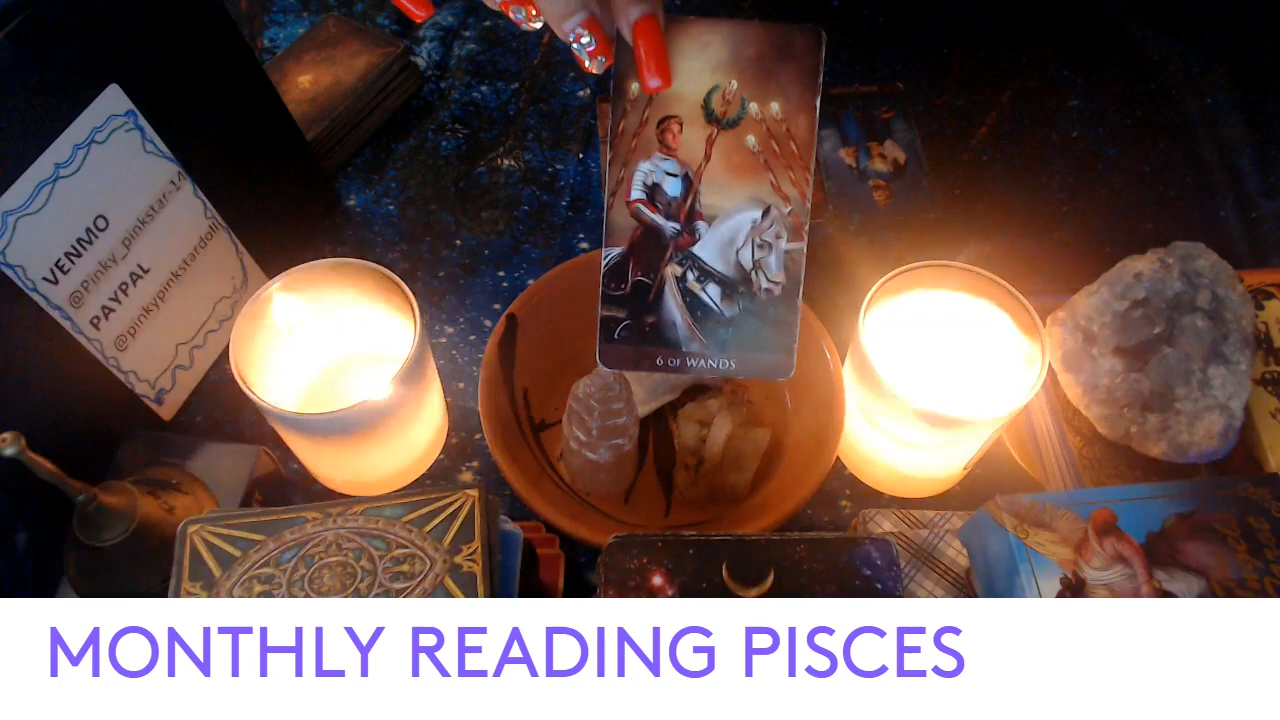 VENMO
@Pinky_pinkstar-14
PAYPAL
@pinkypinkstardoll
6 OF WANDS
MONTHLY READING PISCES